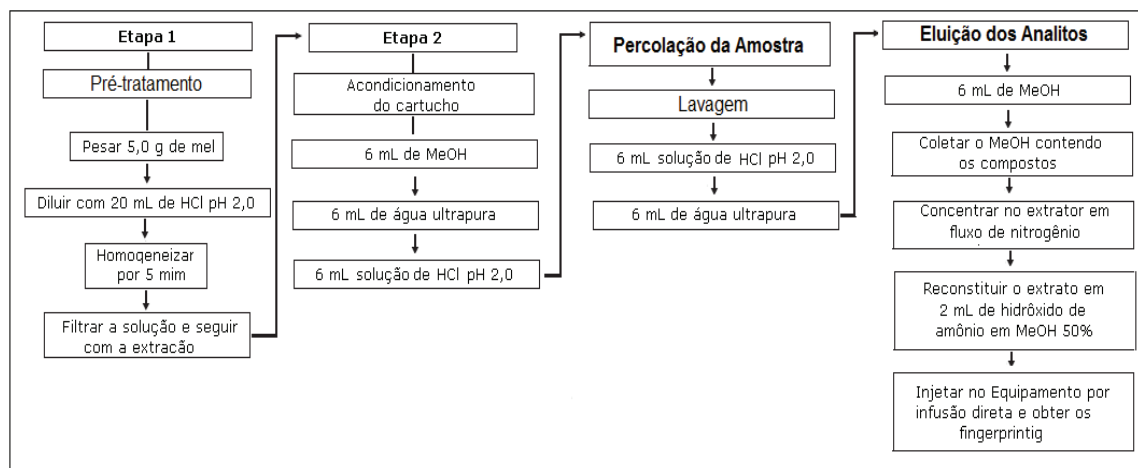 Etapa 1
Pré-tratamento
Pesar 5,0 g de mel
Diluir com 20 mL de HCl pH 2,0
Homoqeneizar
por 5 mim
Filtrar a solução e seguir
com a extracão
Etapa 2
Acondicionamento
do cartucho
6 mL de MeOH
6 mL de água ultrapura
6 mL solução de HCl pH 2,0
Percolação da Amostra
Lavagem
6 mL solução de HCl pH 2,0
6 mL de água ultrapura
Eluição dos Analitos
6 mL de MeOH
Coletar o MeOH contendo
os compostos
Concentrar no extrator em
fluxo de nitrogênio
Reconstituir o extrato em
2 mL de hidrôxido de
amônio em MeOH 50%
Injetar no Equipamento por
infusão direta e obter os
fingerprintig